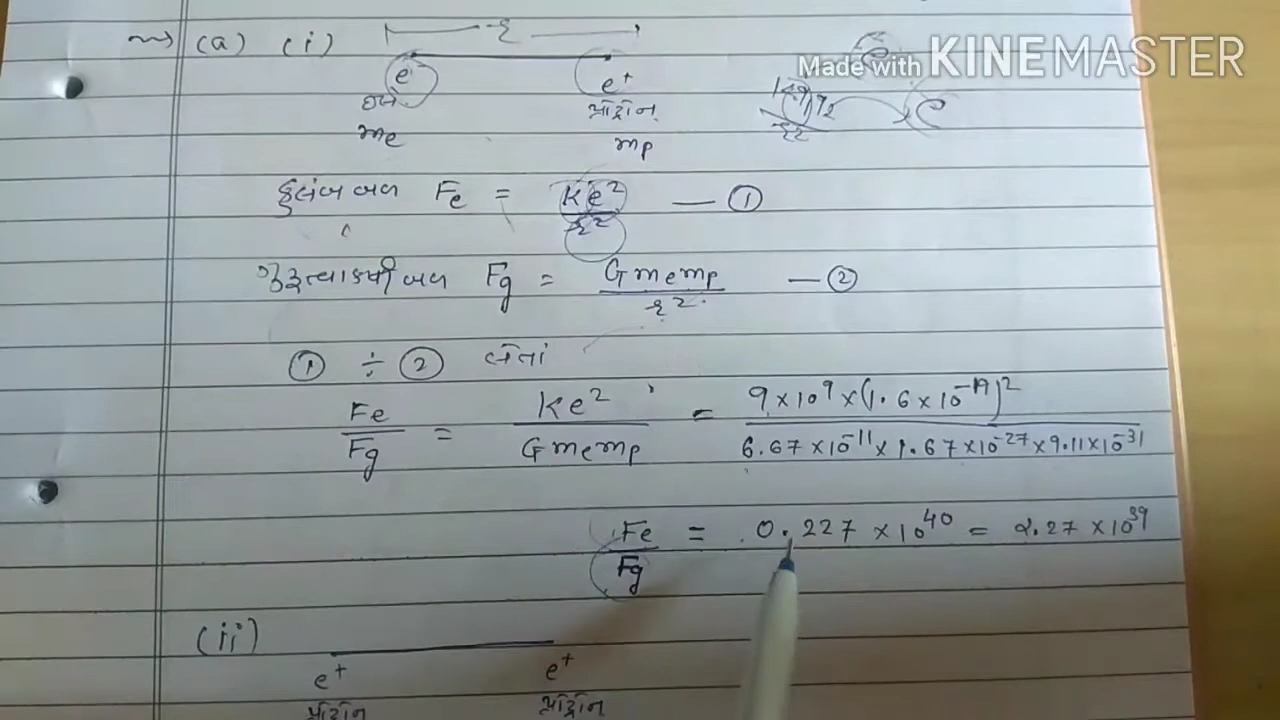 Made with KINEMASTER
(a) (i) r
e e⁺
ઇલે પ્રોટ્રોન
me mp
કુલંબ બળ Fe = Ke²/r² — ①
ગુરુત્વાકર્ષી બળ Fg = Gmemp/r² — ②
① ÷ ② લેતાં
Fe/Fg = Ke²/Gmemp = 9×10⁹×(1.6×10⁻¹⁹)²/6.67×10⁻¹¹×1.67×10⁻²⁷×9.11×10⁻³¹
Fe/Fg = 0.227×10⁴⁰ = 2.27×10³⁹
(ii)
e⁺ e⁺
પ્રોટ્રોન પ્રોટ્રોન